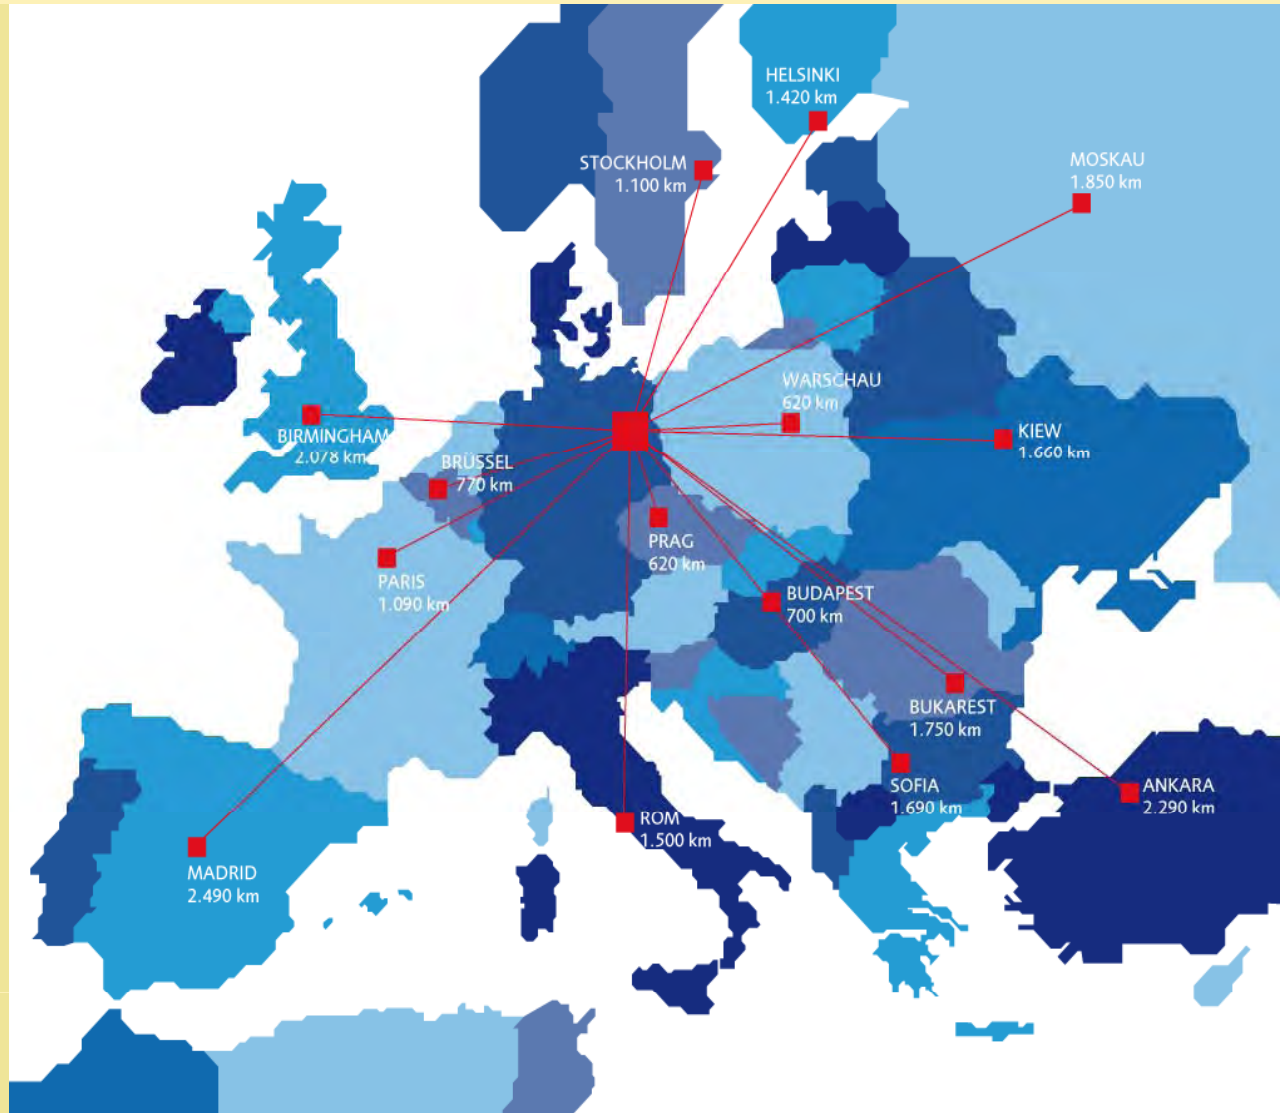 HELSINKI
1.420 km
STOCKHOLM
1.100 km
MOSKAU
1.850 km
WARSCHAU
620 km
BIRMINGHAM
2.078 km
KIEW
1.660 km
BRÜSSEL
770 km
PRAG
620 km
PARIS
1.090 km
BUDAPEST
700 km
BUKAREST
1.750 km
SOFIA
1.690 km
ANKARA
2.290 km
ROM
1.500 km
MADRID
2.490 km